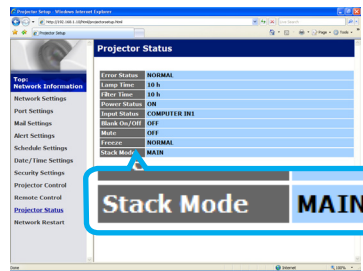 Projector Setup - Windows Internet Explorer
Projector Setup
Page
Tools
Projector Status
Top:
Network Information
Network Settings
Port Settings
Mail Settings
Alert Settings
Schedule Settings
Date/Time Settings
Security Settings
Projector Control
Remote Control
Projector Status
Network Restart
Error Status NORMAL
Lamp Time 10 h
Filter Time 10 h
Power Status ON
Input Status COMPUTER IN1
Blank On/Off OFF
Mute OFF
Freeze NORMAL
Stack Mode MAIN
Stack Mode MAIN
Done
Internet
100%